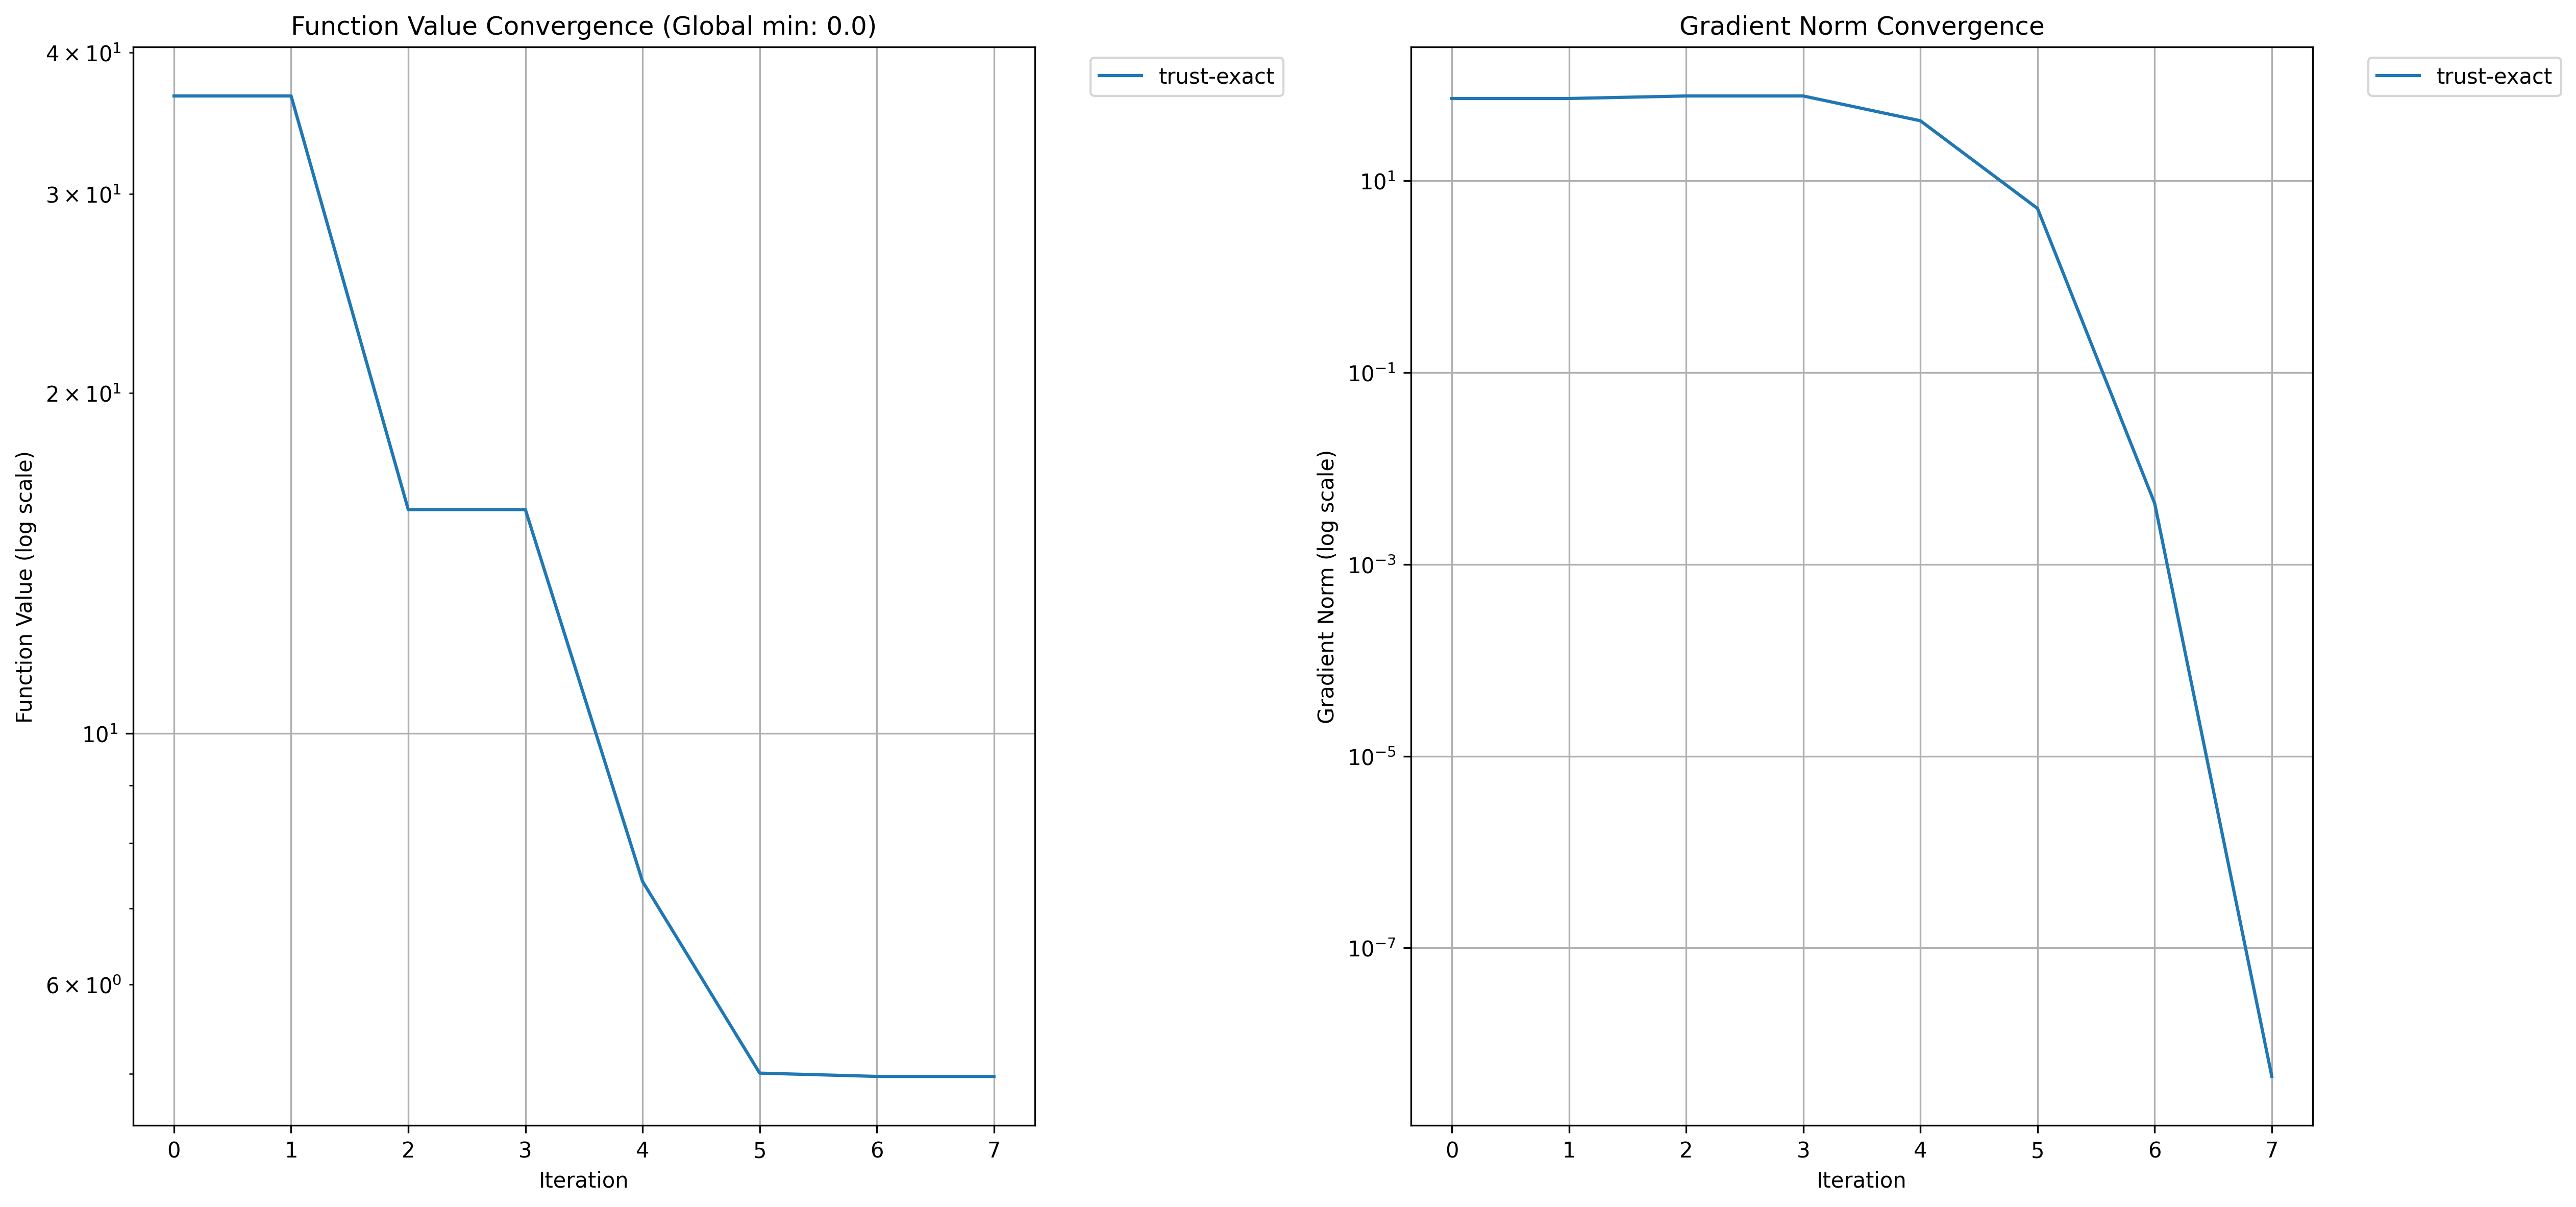 Function Value Convergence (Global min: 0.0)
4 × 10¹
3 × 10¹
2 × 10¹
10¹
6 × 10⁰
Function Value (log scale)
0 1 2 3 4 5 6 7
Iteration
trust-exact
Gradient Norm Convergence
10¹
10⁻¹
10⁻³
10⁻⁵
10⁻⁷
Gradient Norm (log scale)
0 1 2 3 4 5 6 7
Iteration
trust-exact